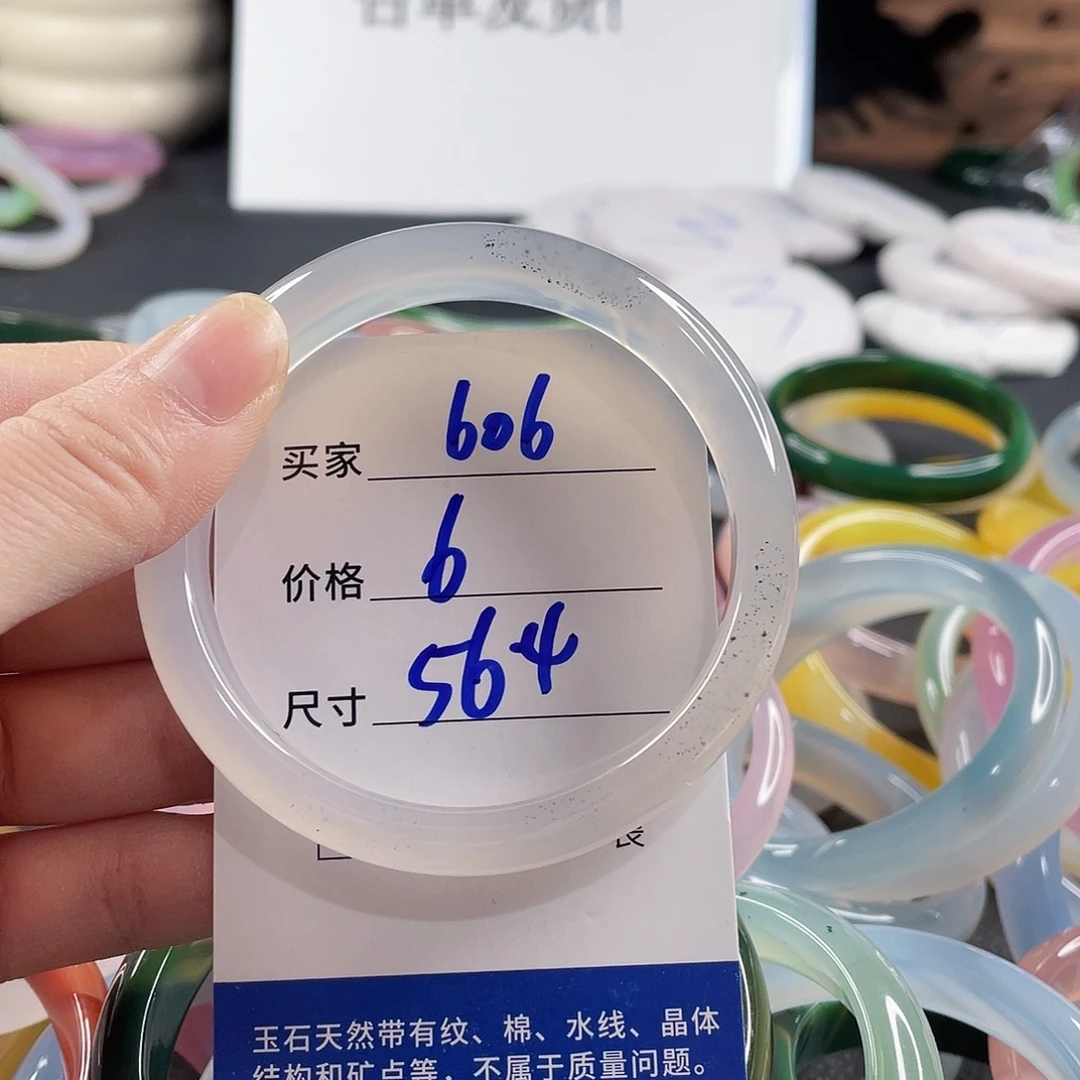 买家 606
价格 6
尺寸 56.4
玉石天然带有纹、棉、水线、晶体
结构和矿点等，不属于质量问题。